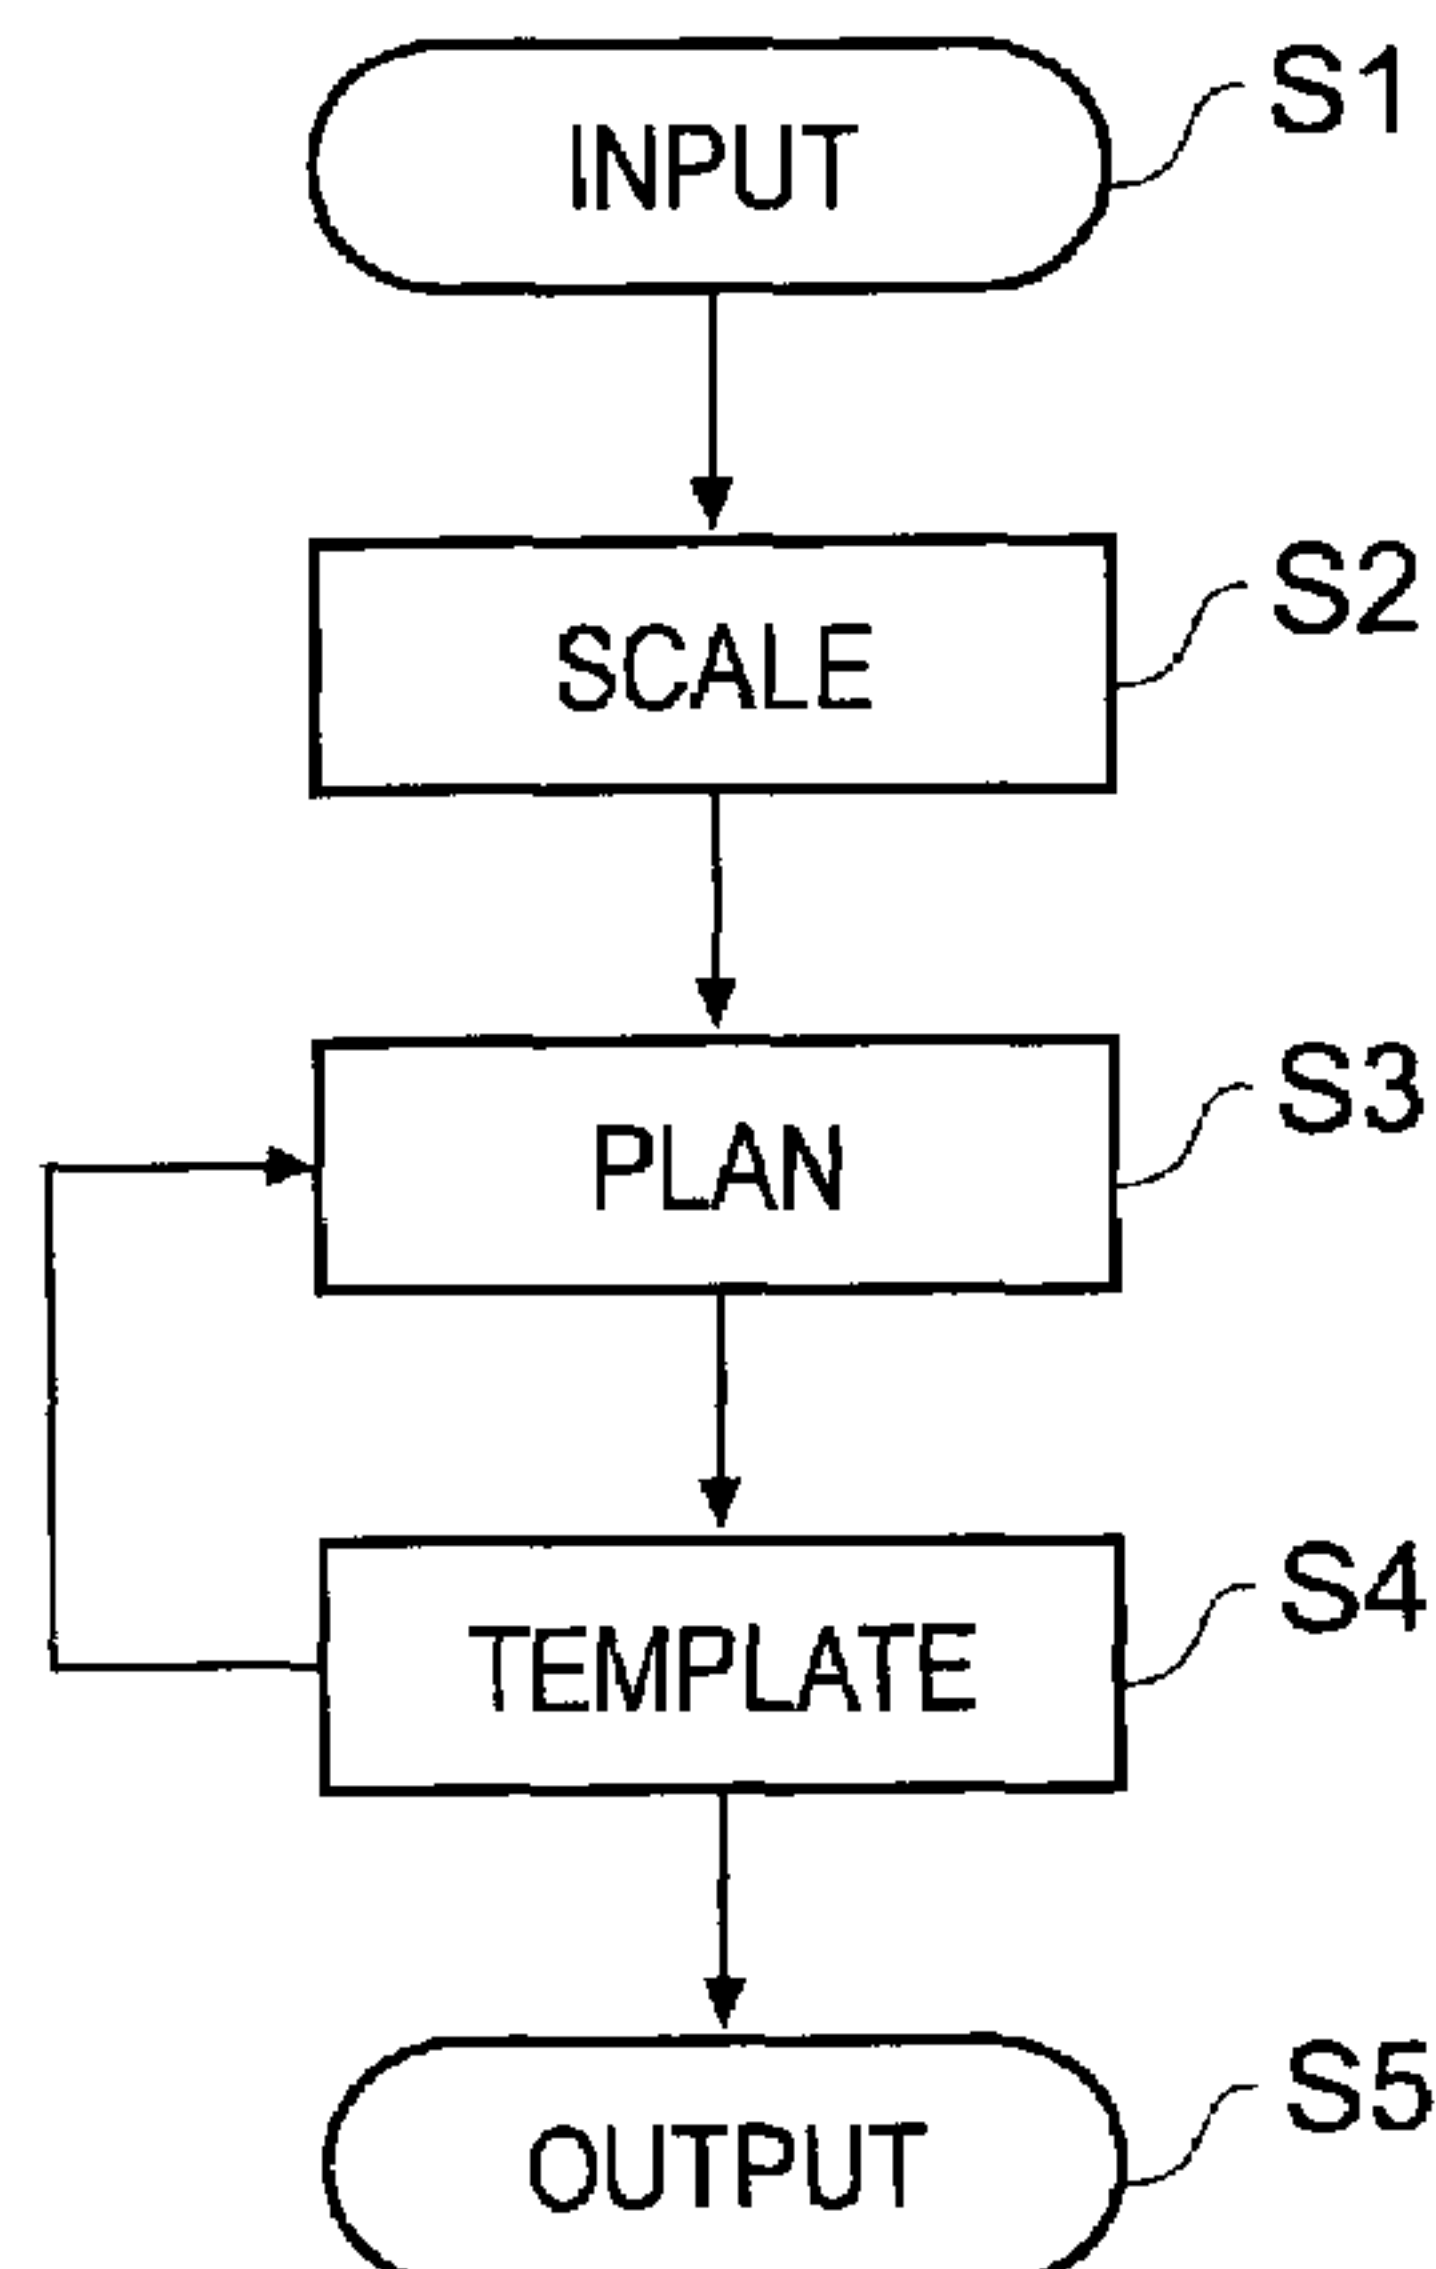 INPUT
S1
SCALE
S2
PLAN
S3
TEMPLATE
S4
OUTPUT
S5